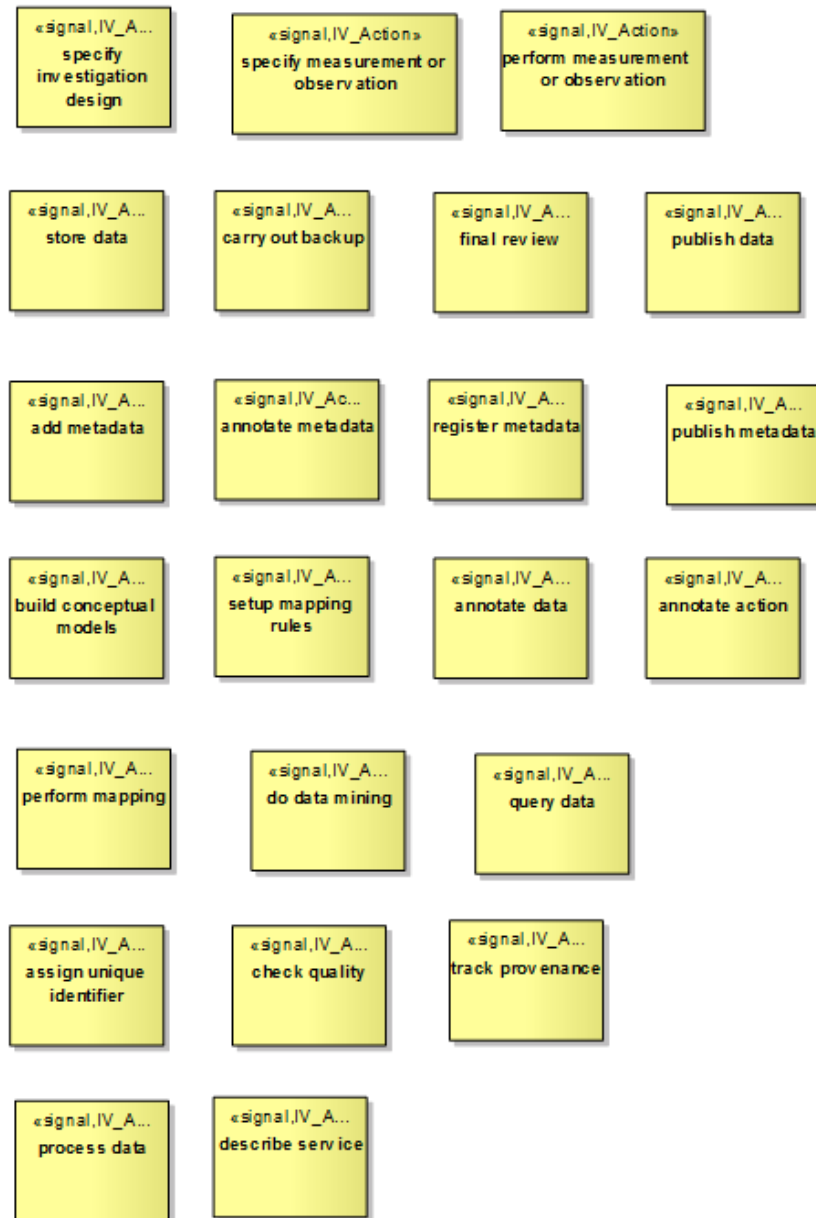 «signal,IV_A...
specify
investigation
design
«signal,IV_Action»
specify measurement or
observation
«signal,IV_Action»
perform measurement
or observation
«signal,IV_A...
store data
«signal,IV_A...
carry out backup
«signal,IV_A...
final review
«signal,IV_A...
publish data
«signal,IV_A...
add metadata
«signal,IV_Ac...
annotate metadata
«signal,IV_A...
register metadata
«signal,IV_A...
publish metadata
«signal,IV_A...
build conceptual
models
«signal,IV_A...
setup mapping
rules
«signal,IV_A...
annotate data
«signal,IV_A...
annotate action
«signal,IV_A...
perform mapping
«signal,IV_A...
do data mining
«signal,IV_A...
query data
«signal,IV_A...
assign unique
identifier
«signal,IV_A...
check quality
«signal,IV_A...
track provenance
«signal,IV_A...
process data
«signal,IV_A...
describe service